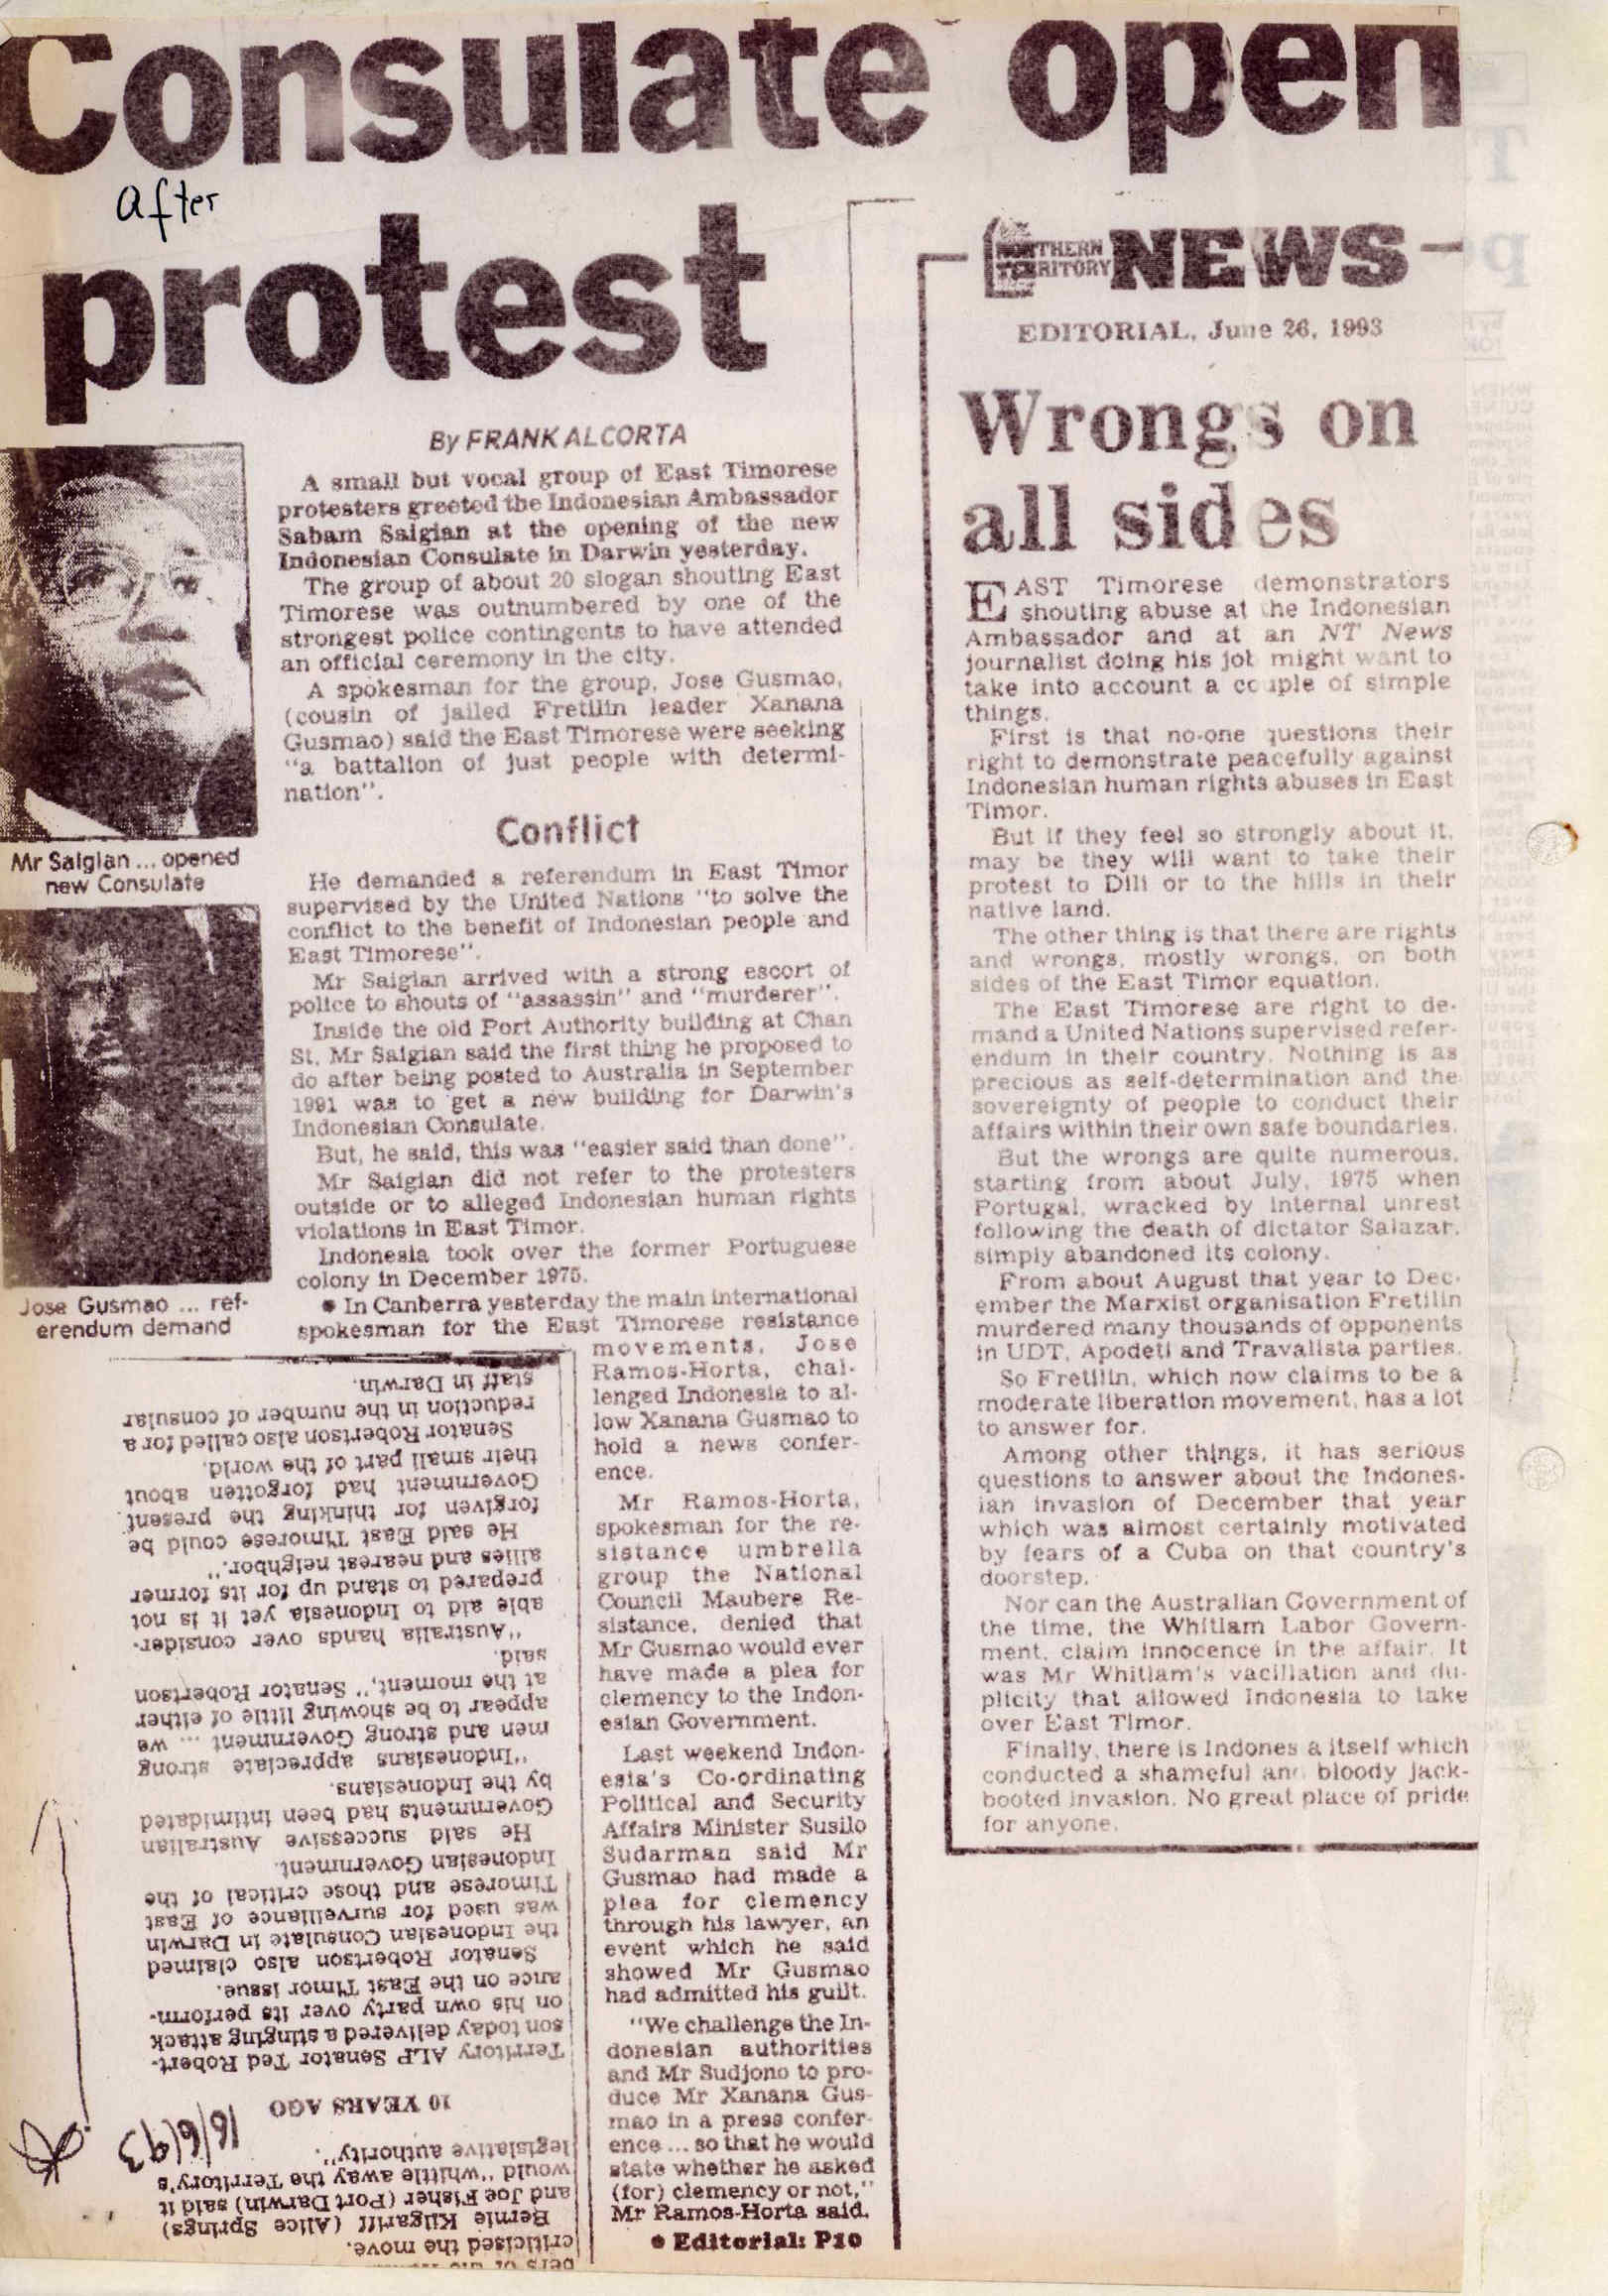 Consulate open
after
protest
By FRANK ALCORTA
A small but vocal group of East Timorese
protesters greeted the Indonesian Ambassador
Sabam Saigian at the opening of the new
Indonesian Consulate in Darwin yesterday.
The group of about 20 slogan shouting East
Timorese was outnumbered by one of the
strongest police contingents to have attended
an official ceremony in the city.
A spokesman for the group, Jose Gusmao,
(cousin of jailed Fretilin leader Xanana
Gusmao) said the East Timorese were seeking
"a battalion of just people with determi-
nation".
Conflict
He demanded a referendum in East Timor
supervised by the United Nations "to solve the
conflict to the benefit of Indonesian people and
East Timorese".
Mr Saigian arrived with a strong escort of
police to shouts of "assassin" and "murderer".
Inside the old Port Authority building at Chan
St, Mr Saigian said the first thing he proposed to
do after being posted to Australia in September
1991 was to get a new building for Darwin's
Indonesian Consulate.
But, he said, this was "easier said than done".
Mr Saigian did not refer to the protesters
outside or to alleged Indonesian human rights
violations in East Timor.
Indonesia took over the former Portuguese
colony in December 1975.
• In Canberra yesterday the main international
spokesman for the East Timorese resistance
movements, Jose
Ramos-Horta, chal-
lenged Indonesia to al-
low Xanana Gusmao to
hold a news confer-
ence.
Mr Ramos-Horta,
spokesman for the re-
sistance umbrella
group the National
Council Maubere Re-
sistance, denied that
Mr Gusmao would ever
have made a plea for
clemency to the Indon-
esian Government.
Last weekend Indon-
esia's Co-ordinating
Political and Security
Affairs Minister Susilo
Sudarman said Mr
Gusmao had made a
plea for clemency
through his lawyer, an
event which he said
showed Mr Gusmao
had admitted his guilt.
"We challenge the In-
donesian authorities
and Mr Sudjono to pro-
duce Mr Xanana Gus-
mao in a press confer-
ence ... so that he would
state whether he asked
(for) clemency or not,"
Mr Ramos-Horta said.
• Editorial: P10
Mr Saigian ... opened
new Consulate
Jose Gusmao ... ref-
erendum demand
NORTHERN
TERRITORY
NEWS
EDITORIAL, June 26, 1993
Wrongs on
all sides
EAST Timorese demonstrators
shouting abuse at the Indonesian
Ambassador and at an NT News
journalist doing his job might want to
take into account a couple of simple
things.
First is that no-one questions their
right to demonstrate peacefully against
Indonesian human rights abuses in East
Timor.
But if they feel so strongly about it,
may be they will want to take their
protest to Dili or to the hills in their
native land.
The other thing is that there are rights
and wrongs, mostly wrongs, on both
sides of the East Timor equation.
The East Timorese are right to de-
mand a United Nations supervised refer-
endum in their country. Nothing is as
precious as self-determination and the
sovereignty of people to conduct their
affairs within their own safe boundaries.
But the wrongs are quite numerous,
starting from about July, 1975 when
Portugal, wracked by internal unrest
following the death of dictator Salazar,
simply abandoned its colony.
From about August that year to Dec-
ember the Marxist organisation Fretilin
murdered many thousands of opponents
in UDT, Apodeti and Travalista parties.
So Fretilin, which now claims to be a
moderate liberation movement, has a lot
to answer for.
Among other things, it has serious
questions to answer about the Indones-
ian invasion of December that year
which was almost certainly motivated
by fears of a Cuba on that country's
doorstep.
Nor can the Australian Government of
the time, the Whitlam Labor Govern-
ment, claim innocence in the affair. It
was Mr Whitlam's vacillation and du-
plicity that allowed Indonesia to take
over East Timor.
Finally, there is Indonesia itself which
conducted a shameful and bloody jack-
booted invasion. No great place of pride
for anyone.
criticised the move.
Bernie Kilgariff (Alice Springs)
and Joe Fisher (Port Darwin) said it
would "whittle away the Territory's
legislative authority".
16/6/93
10 YEARS AGO
Territory ALP Senator Ted Robert-
son today delivered a stinging attack
on his own party over its perform-
ance on the East Timor issue.
Senator Robertson also claimed
the Indonesian Consulate in Darwin
was used for surveillance of East
Timorese and those critical of the
Indonesian Government.
He said successive Australian
Governments had been intimidated
by the Indonesians.
"Indonesians appreciate strong
men and strong Government ... we
appear to be showing little of either
at the moment," Senator Robertson
said.
"Australia hands over consider-
able aid to Indonesia yet it is not
prepared to stand up for its former
allies and nearest neighbor."
He said East Timorese could be
forgiven for thinking the present
Government had forgotten about
their small part of the world.
Senator Robertson also called for a
reduction in the number of consular
staff in Darwin.